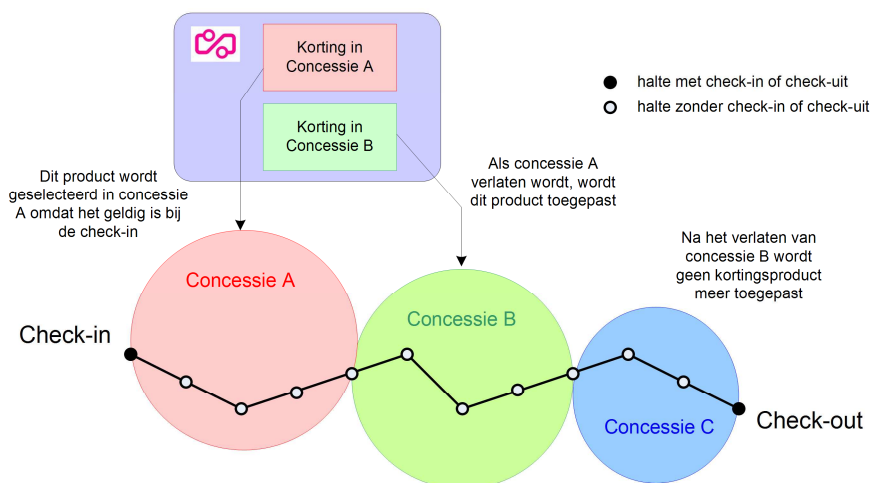 Korting in
Concessie A
Korting in
Concessie B
halte met check-in of check-uit
halte zonder check-in of check-uit
Dit product wordt
geselecteerd in concessie
A omdat het geldig is bij
de check-in
Als concessie A
verlaten wordt, wordt
dit product toegepast
Na het verlaten van
concessie B wordt
geen kortingsproduct
meer toegepast
Concessie A
Concessie B
Check-in
Concessie C
Check-out